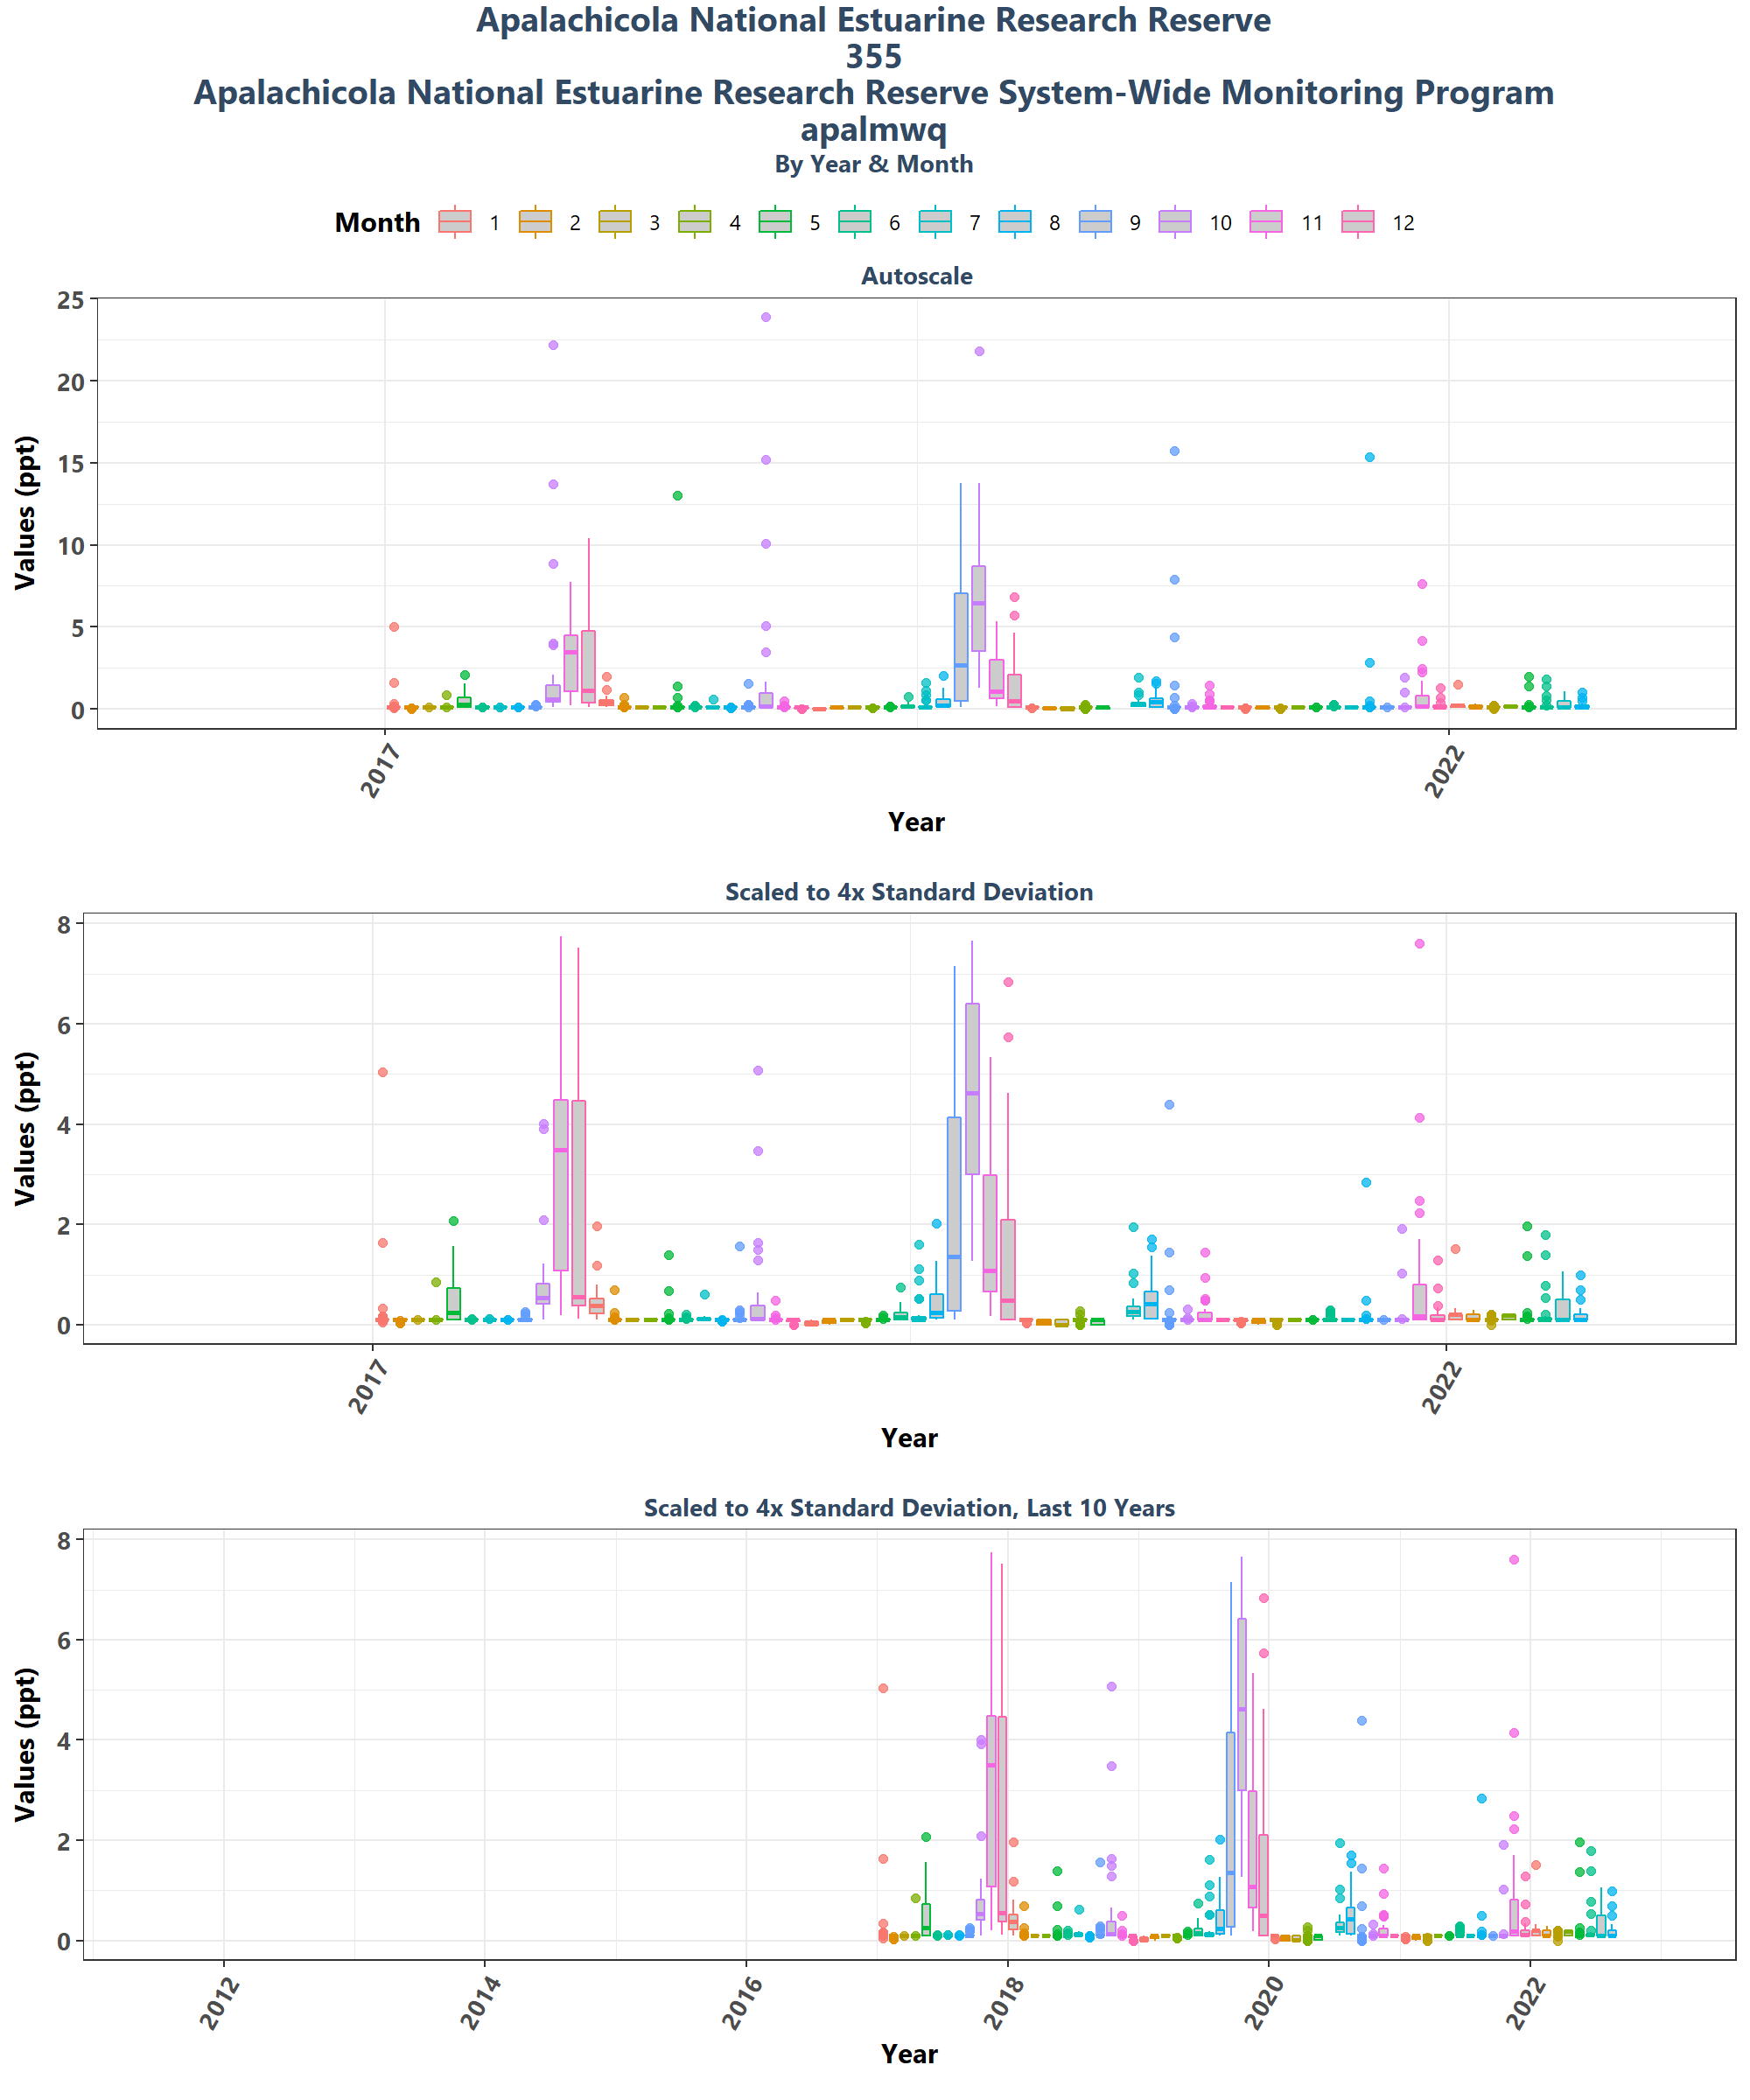 Apalachicola National Estuarine Research Reserve
355
Apalachicola National Estuarine Research Reserve System-Wide Monitoring Program
apalmwq
By Year & Month
Month 1 2 3 4 5 6 7 8 9 10 11 12
Autoscale
Values (ppt)
25
20
15
10
5
0
2017 2022
Year
Scaled to 4x Standard Deviation
Values (ppt)
8
6
4
2
0
2017 2022
Year
Scaled to 4x Standard Deviation, Last 10 Years
Values (ppt)
8
6
4
2
0
2012 2014 2016 2018 2020 2022
Year